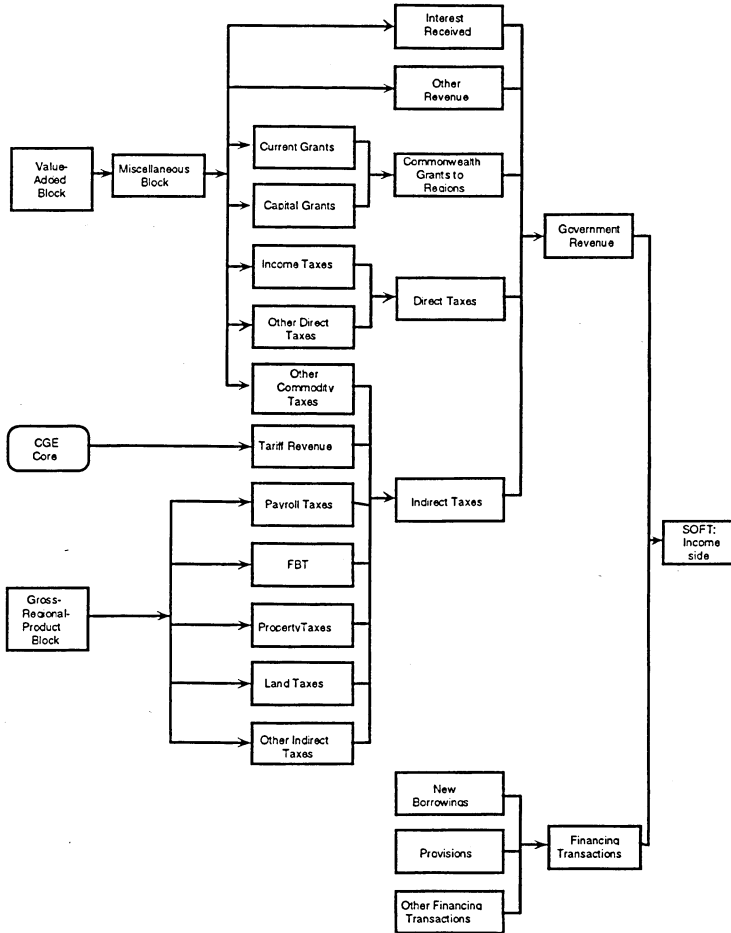 Interest
Received
Other
Revenue
Current Grants
Commonwealth
Grants to
Regions
Value-
Added
Block
Miscellaneous
Block
Capital Grants
Government
Revenue
Income Taxes
Direct Taxes
Other Direct
Taxes
Other
Commodity
Taxes
CGE
Core
Tariff Revenue
Payroll Taxes
Indirect Taxes
SOFT:
Income
side
FBT
Gross-
Regional-
Product
Block
PropertyTaxes
Land Taxes
Other Indirect
Taxes
New
Borrowings
Provisions
Financing
Transactions
Other Financing
Transactions